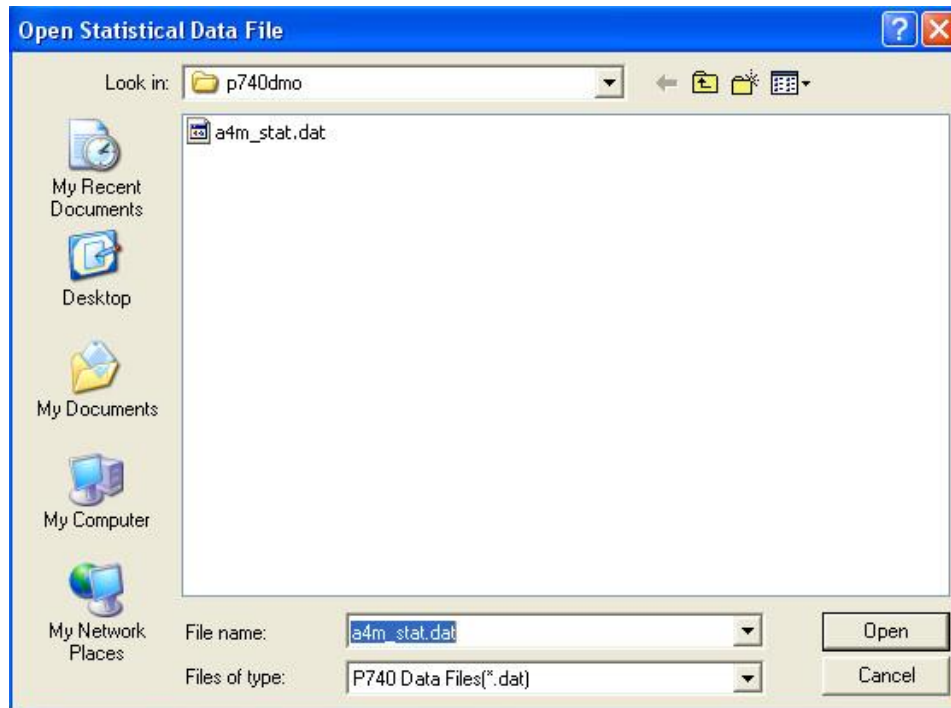 Open Statistical Data File
Look in: p740dmo
a4m_stat.dat
My Recent
Documents
Desktop
My Documents
My Computer
My Network
Places
File name: a4m_stat.dat Open
Files of type: P740 Data Files(*.dat) Cancel